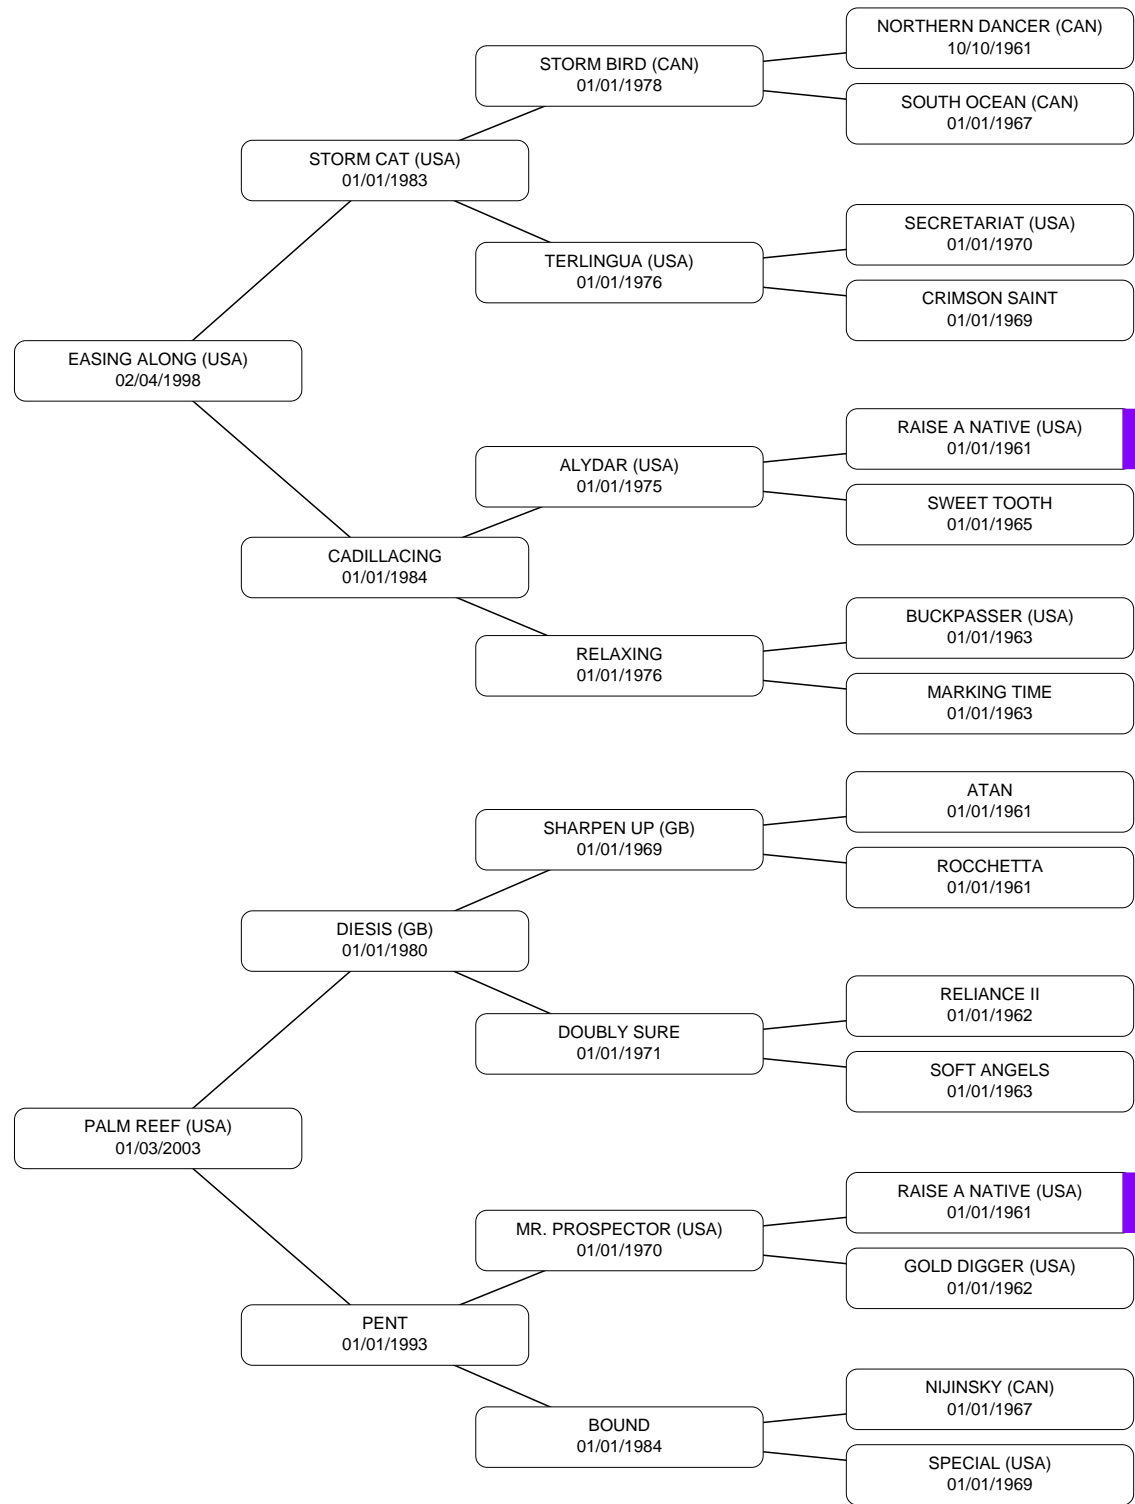 NORTHERN DANCER (CAN)
10/10/1961
STORM BIRD (CAN)
01/01/1978
SOUTH OCEAN (CAN)
01/01/1967
STORM CAT (USA)
01/01/1983
SECRETARIAT (USA)
01/01/1970
TERLINGUA (USA)
01/01/1976
CRIMSON SAINT
01/01/1969
EASING ALONG (USA)
02/04/1998
RAISE A NATIVE (USA)
01/01/1961
ALYDAR (USA)
01/01/1975
SWEET TOOTH
01/01/1965
CADILLACING
01/01/1984
BUCKPASSER (USA)
01/01/1963
RELAXING
01/01/1976
MARKING TIME
01/01/1963
ATAN
01/01/1961
SHARPEN UP (GB)
01/01/1969
ROCCHETTA
01/01/1961
DIESIS (GB)
01/01/1980
RELIANCE II
01/01/1962
DOUBLY SURE
01/01/1971
SOFT ANGELS
01/01/1963
PALM REEF (USA)
01/03/2003
RAISE A NATIVE (USA)
01/01/1961
MR. PROSPECTOR (USA)
01/01/1970
GOLD DIGGER (USA)
01/01/1962
PENT
01/01/1993
NIJINSKY (CAN)
01/01/1967
BOUND
01/01/1984
SPECIAL (USA)
01/01/1969